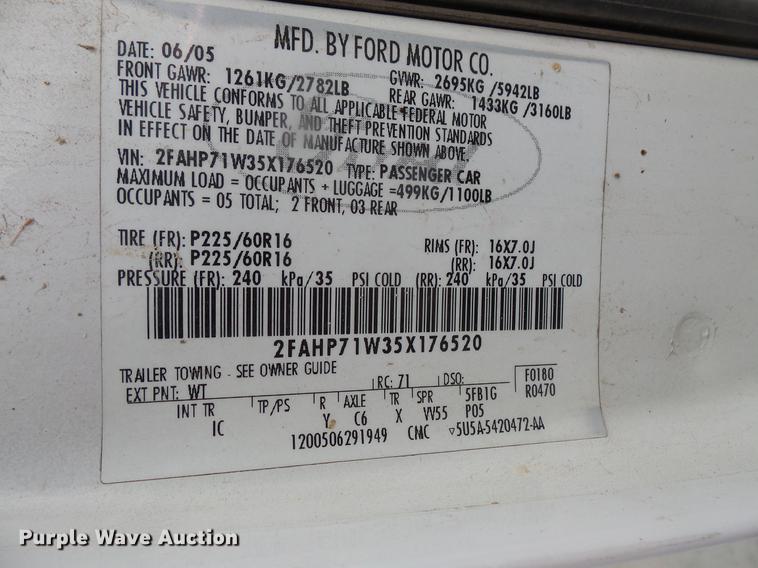 MFD. BY FORD MOTOR CO.
DATE: 06/05
GVWR: 2695KG /5942LB
FRONT GAWR: 1261KG/2782LB
REAR GAWR: 1433KG /3160LB
THIS VEHICLE CONFORMS TO ALL APPLICABLE FEDERAL MOTOR
VEHICLE SAFETY, BUMPER, AND THEFT PREVENTION STANDARDS
IN EFFECT ON THE DATE OF MANUFACTURE SHOWN ABOVE.
VIN: 2FAHP71W35X176520 TYPE: PASSENGER CAR
MAXIMUM LOAD = OCCUPANTS + LUGGAGE =499KG/1100LB
OCCUPANTS = 05 TOTAL; 2 FRONT, 03 REAR
TIRE (FR): P225/60R16 RIMS (FR): 16X7.0J
(RR): P225/60R16 (RR): 16X7.0J
PRESSURE (FR): 240 kPa/35 PSI COLD (RR): 240 kPa/35 PSI COLD
2FAHP71W35X176520
TRAILER TOWING - SEE OWNER GUIDE
EXT PNT: WT RC: 71 DSO: F0180
R0470
INT TR TP/PS R AXLE TR SPR 5FB1G
IC Y C6 X VV55 P05
1200506291949 CMC ▽5U5A-5420472-AA
Purple Wave Auction